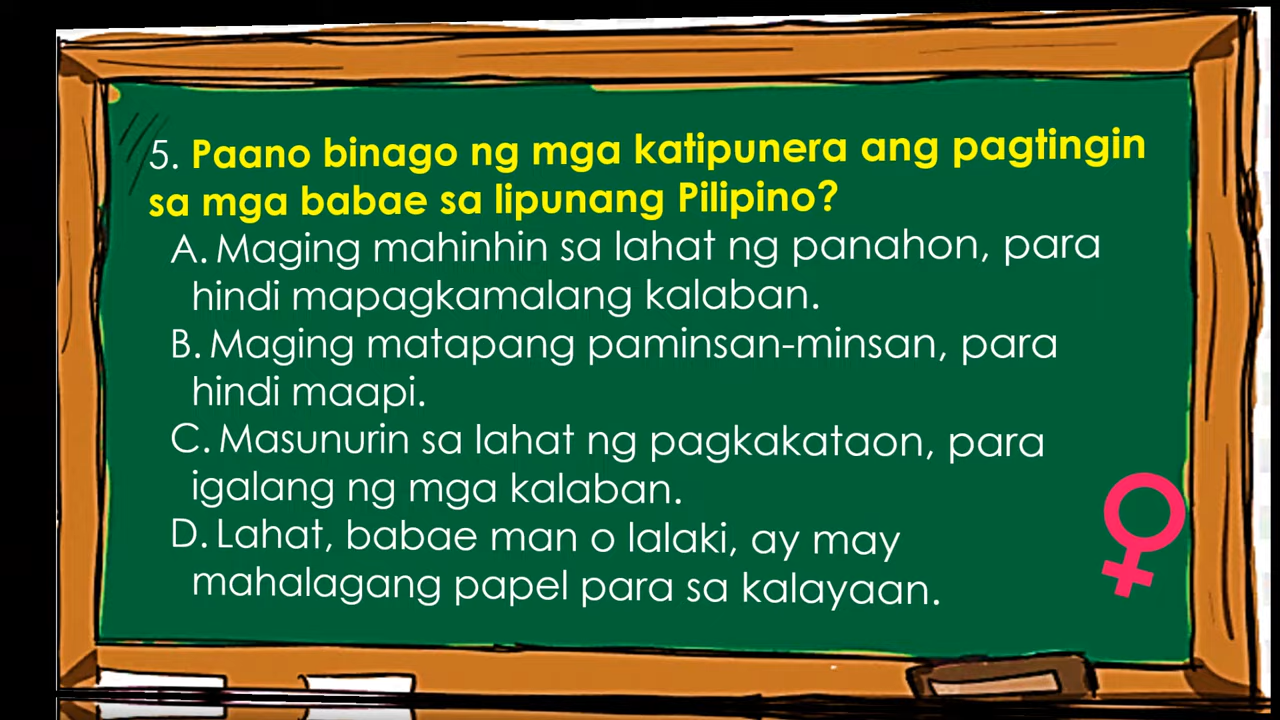 5. Paano binago ng mga katipunera ang pagtingin
sa mga babae sa lipunang Pilipino?
A. Maging mahinhin sa lahat ng panahon, para
hindi mapagkamalang kalaban.
B. Maging matapang paminsan-minsan, para
hindi maapi.
C. Masunurin sa lahat ng pagkakataon, para
igalang ng mga kalaban.
D. Lahat, babae man o lalaki, ay may
mahalagang papel para sa kalayaan.